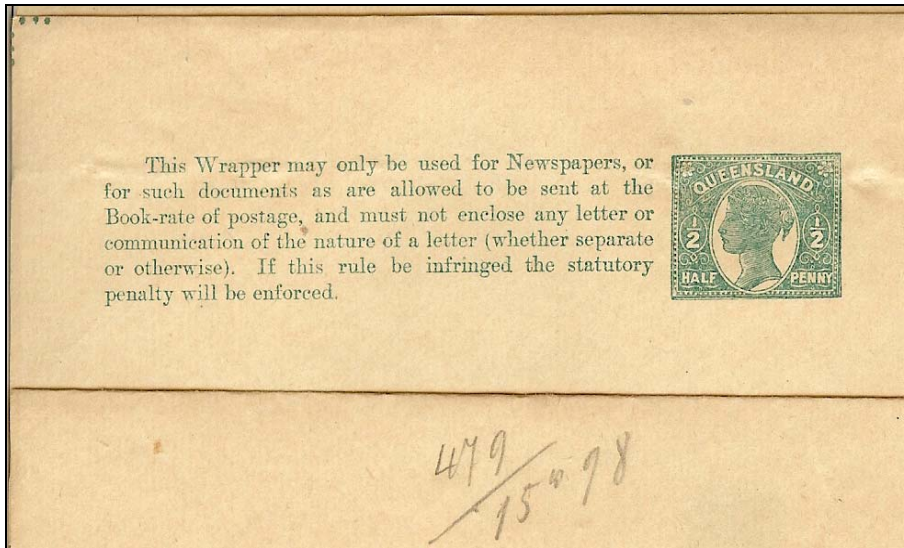 This Wrapper may only be used for Newspapers, or
for such documents as are allowed to be sent at the
Book-rate of postage, and must not enclose any letter or
communication of the nature of a letter (whether separate
or otherwise). If this rule be infringed the statutory
penalty will be enforced.
QUEENSLAND
½ ½
HALF PENNY
479
15 98